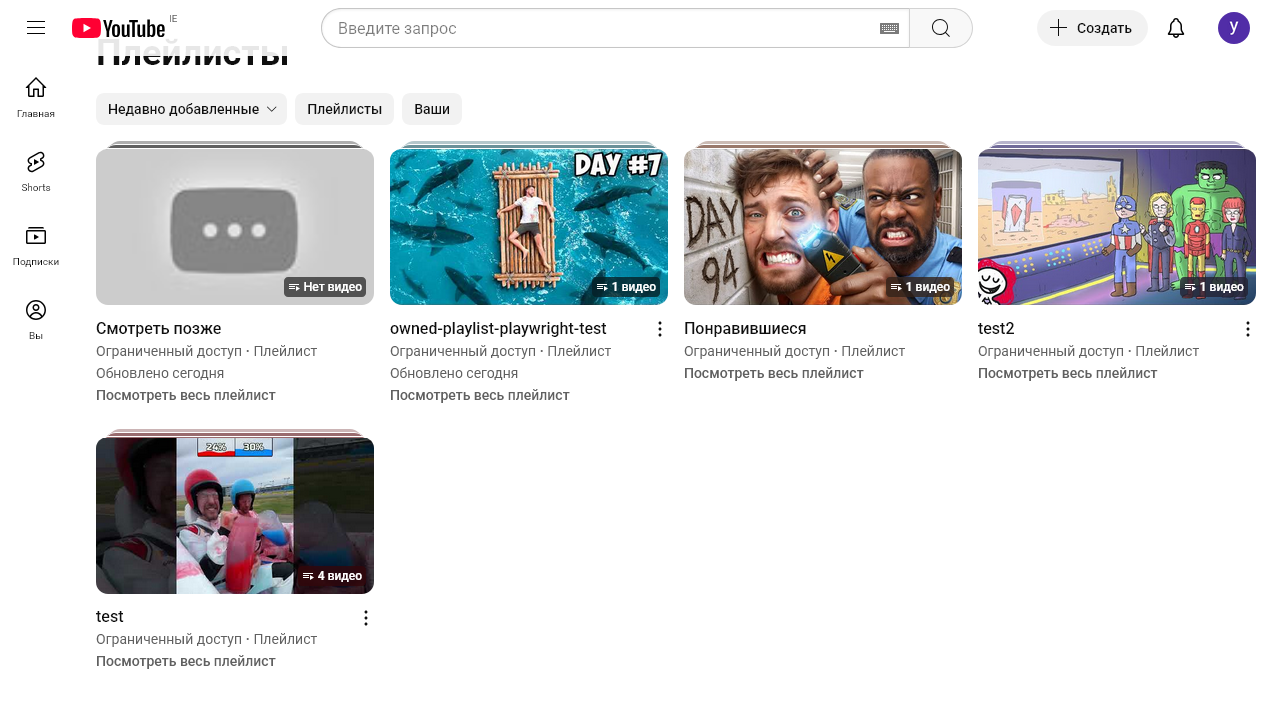 YouTube IE
Введите запрос
Создать
У
Плейлисты
Главная
Shorts
Подписки
Вы
Недавно добавленные
Плейлисты
Ваши
Нет видео
DAY #7
1 видео
DAY 94
1 видео
1 видео
Смотреть позже
Ограниченный доступ • Плейлист
Обновлено сегодня
Посмотреть весь плейлист
owned-playlist-playwright-test
Ограниченный доступ • Плейлист
Обновлено сегодня
Посмотреть весь плейлист
Понравившиеся
Ограниченный доступ • Плейлист
Посмотреть весь плейлист
test2
Ограниченный доступ • Плейлист
Посмотреть весь плейлист
24% 30%
4 видео
test
Ограниченный доступ • Плейлист
Посмотреть весь плейлист